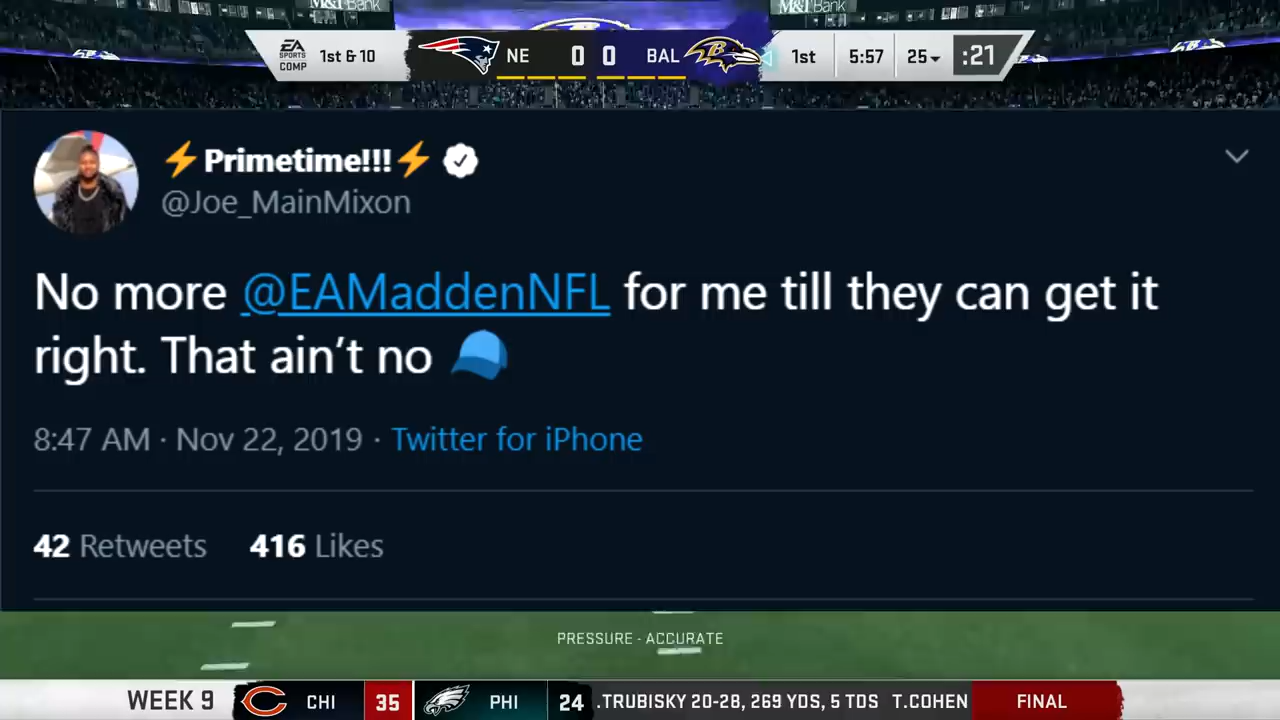 M&T Bank
M&T Bank
EA SPORTS COMP 1st & 10 NE 0 0 BAL 1st 5:57 25 :21
⚡Primetime!!!⚡
@Joe_MainMixon
No more @EAMaddenNFL for me till they can get it
right. That ain’t no 🧢
8:47 AM · Nov 22, 2019 · Twitter for iPhone
42 Retweets 416 Likes
PRESSURE - ACCURATE
WEEK 9 CHI 35 PHI 24 .TRUBISKY 20-28, 269 YDS, 5 TDS T.COHEN FINAL